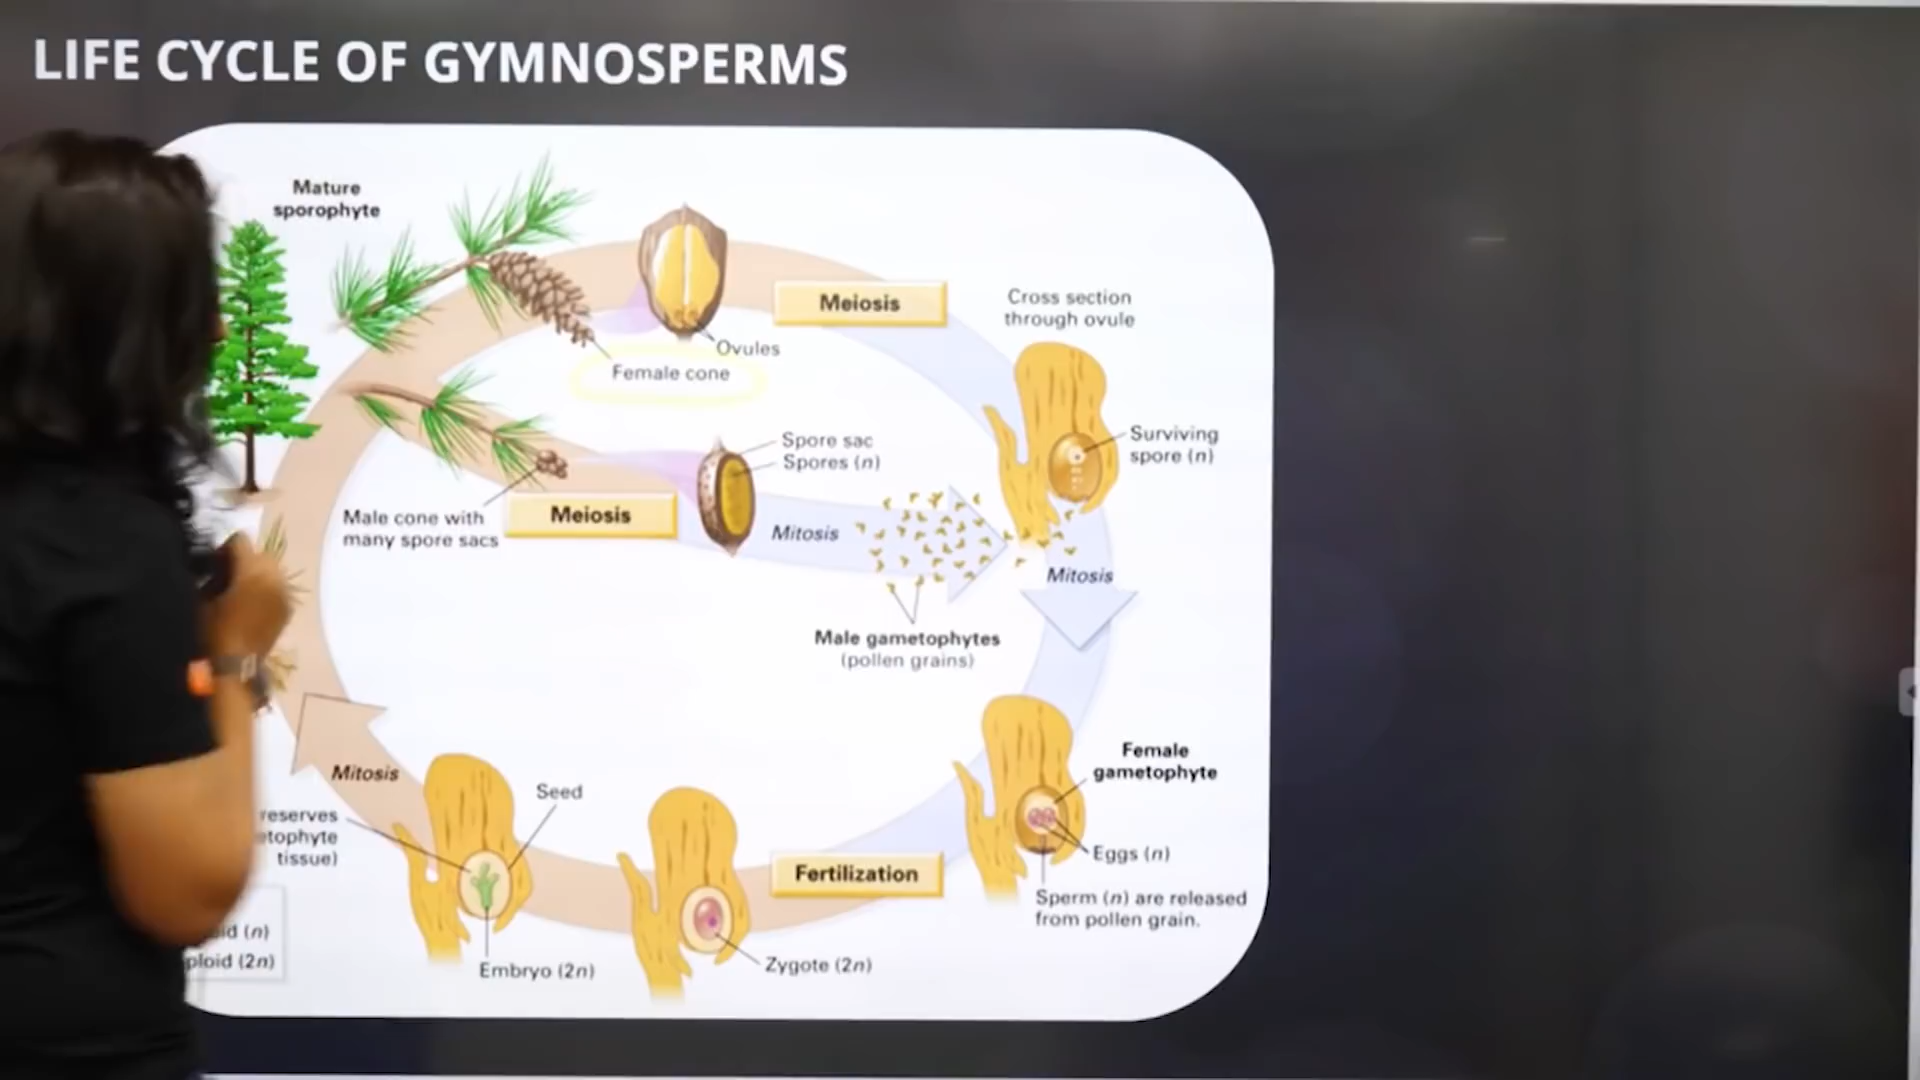 LIFE CYCLE OF GYMNOSPERMS
Mature
sporophyte
Ovules
Female cone
Meiosis
Cross section
through ovule
Surviving
spore (n)
Spore sac
Spores (n)
Male cone with
many spore sacs
Meiosis
Mitosis
Mitosis
Male gametophytes
(pollen grains)
Female
gametophyte
Eggs (n)
Sperm (n) are released
from pollen grain.
Fertilization
Zygote (2n)
Seed
Embryo (2n)
Mitosis
reserves
tissue)
(n)
(2n)